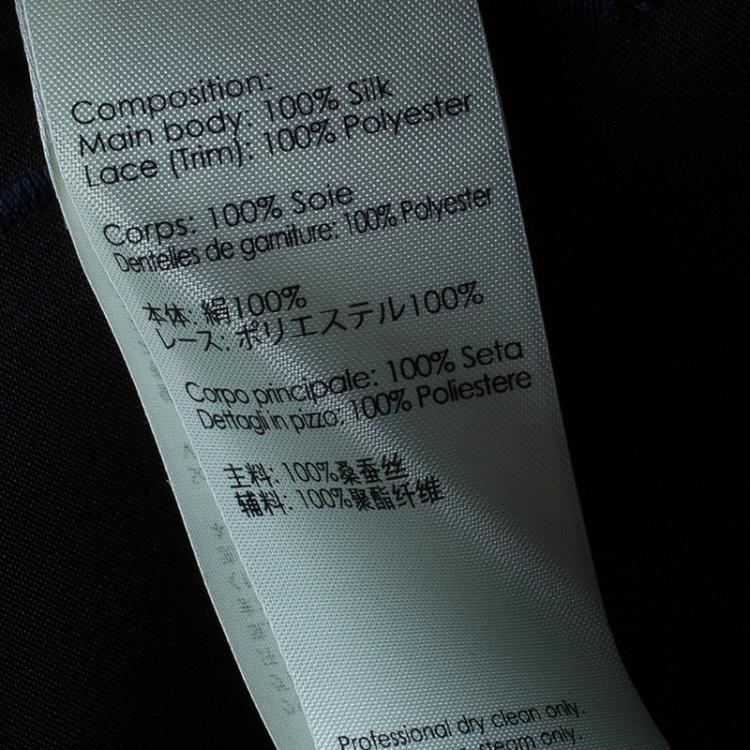 Composition:
Main body: 100% Silk
Lace (Trim): 100% Polyester
Corps: 100% Soie
Dentelles de garniture: 100% Polyester
本体: 絹100%
レース: ポリエステル100%
Corpo principale: 100% Seta
Dettagli in pizzo: 100% Poliestere
主料: 100%桑蚕丝
辅料: 100%聚酯纤维
Professional dry clean only.
steam only.